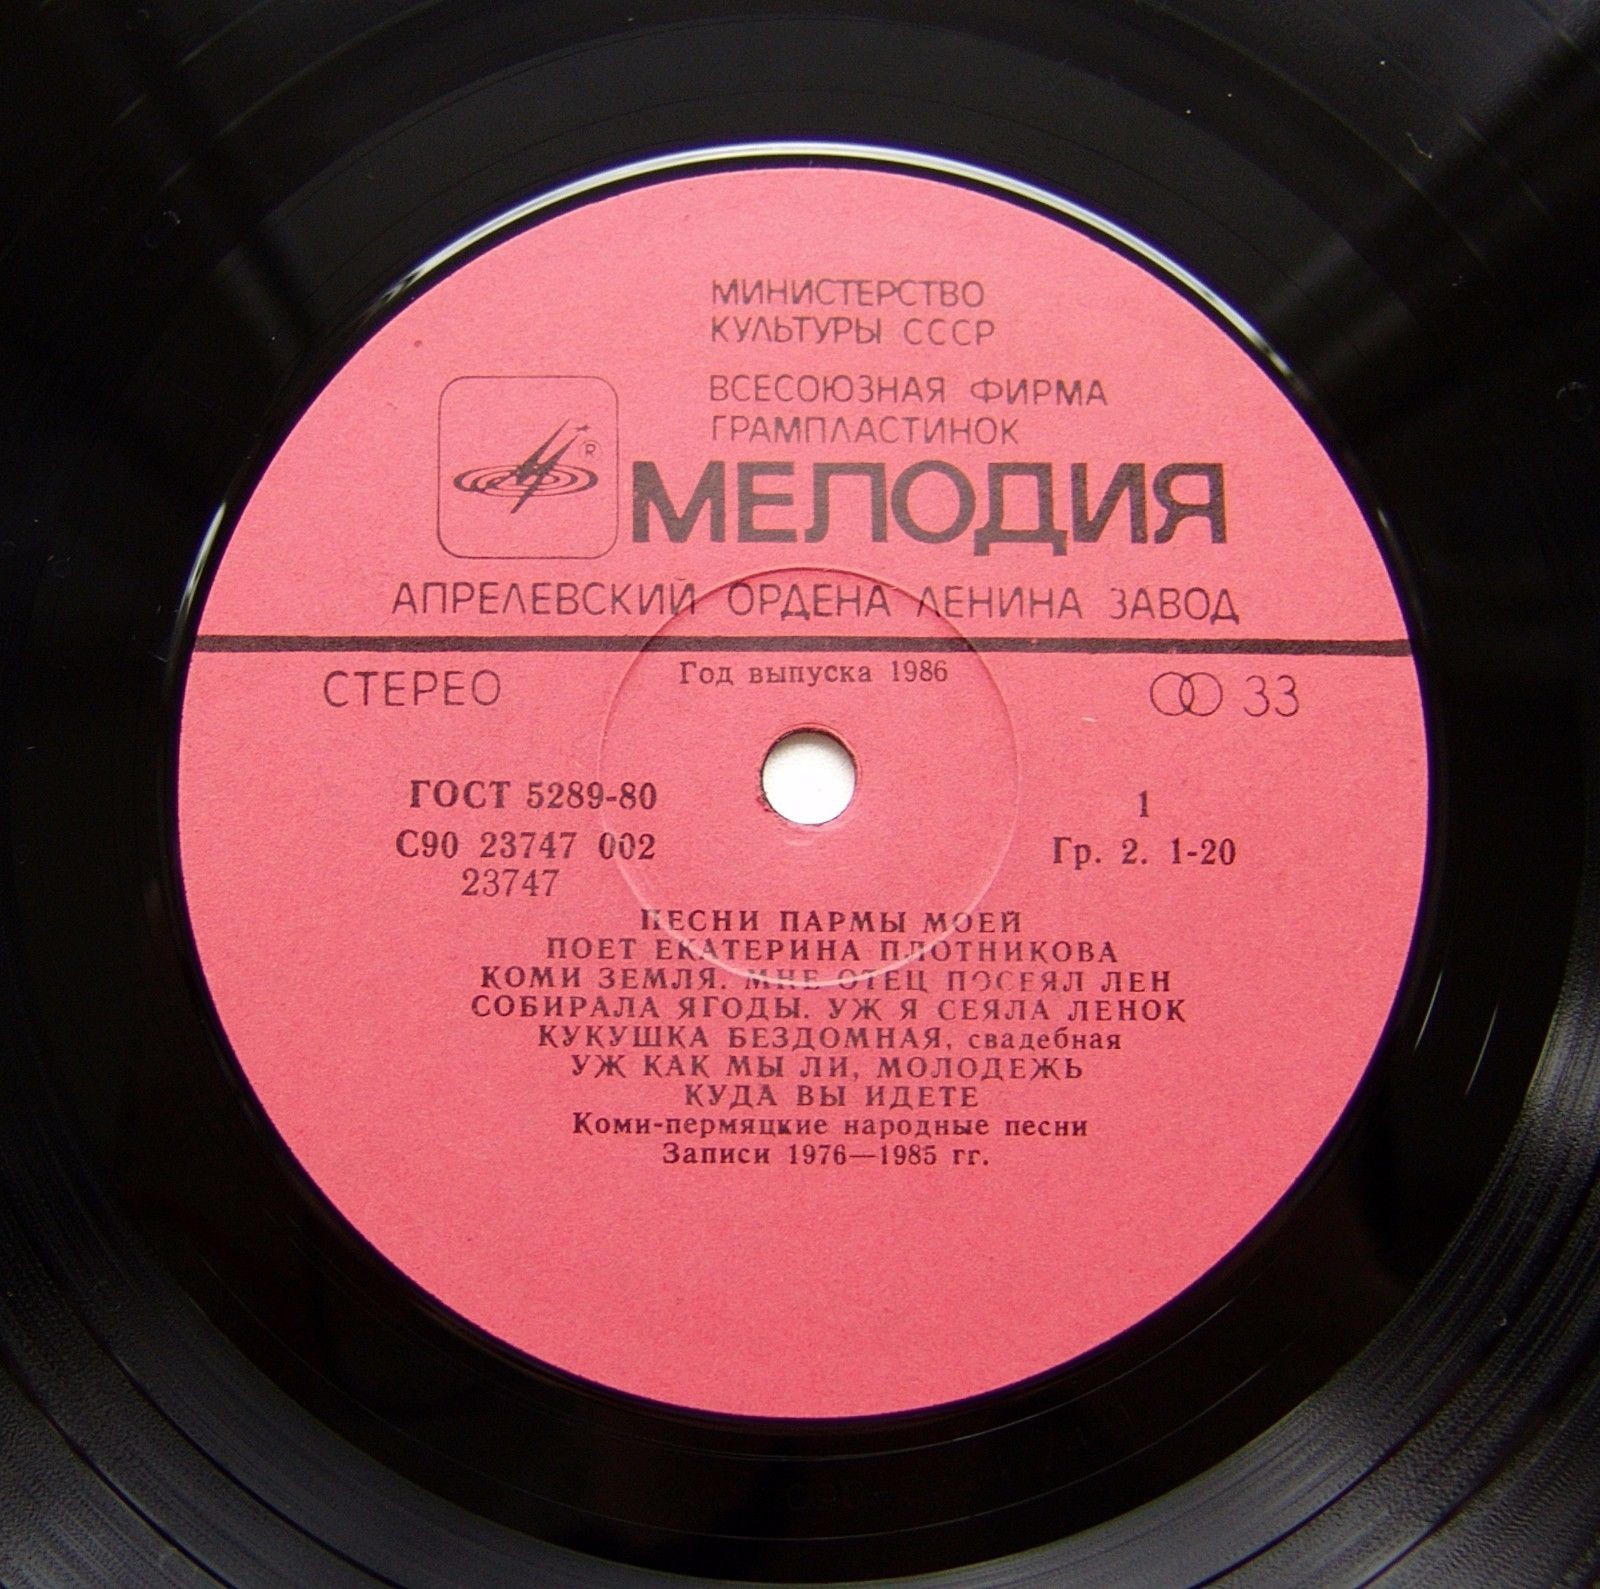 МИНИСТЕРСТВО
КУЛЬТУРЫ СССР
ВСЕСОЮЗНАЯ ФИРМА
ГРАМПЛАСТИНОК
®
МЕЛОДИЯ
АПРЕЛЕВСКИЙ ОРДЕНА ЛЕНИНА ЗАВОД
Год выпуска 1986
СТЕРЕО
33
ГОСТ 5289-80
1
С90 23747 002
Гр. 2. 1-20
23747
ПЕСНИ ПАРМЫ МОЕЙ
ПОЕТ ЕКАТЕРИНА ПЛОТНИКОВА
КОМИ ЗЕМЛЯ. МНЕ ОТЕЦ ПОСЕЯЛ ЛЕН
СОБИРАЛА ЯГОДЫ. УЖ Я СЕЯЛА ЛЕНОК
КУКУШКА БЕЗДОМНАЯ, свадебная
УЖ КАК МЫ ЛИ, МОЛОДЕЖЬ
КУДА ВЫ ИДЕТЕ
Коми-пермяцкие народные песни
Записи 1976—1985 гг.